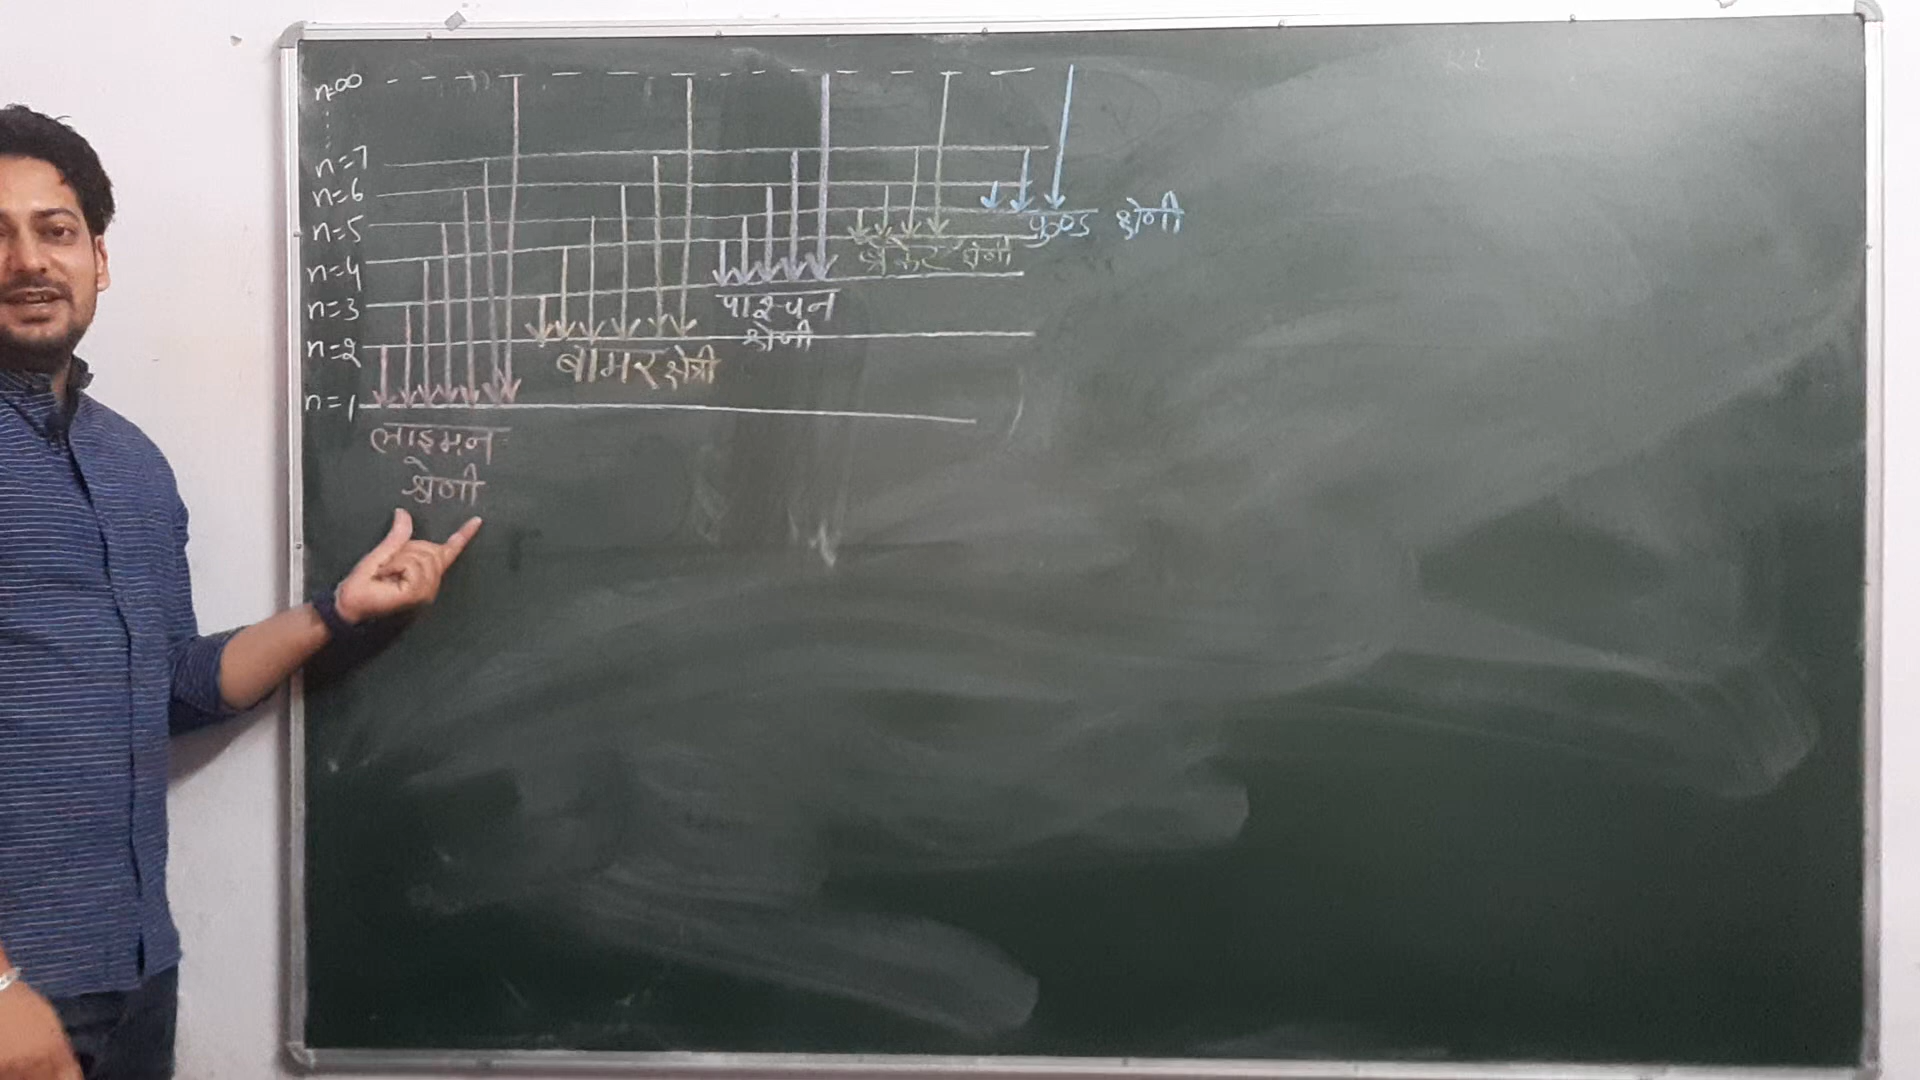 n=∞
n=7
n=6
n=5
n=4
n=3
n=2
n=1
फुण्ड श्रेणी
ब्रैकेट श्रेणी
पाश्चन
श्रेणी
बामर श्रेणी
लाइमन
श्रेणी